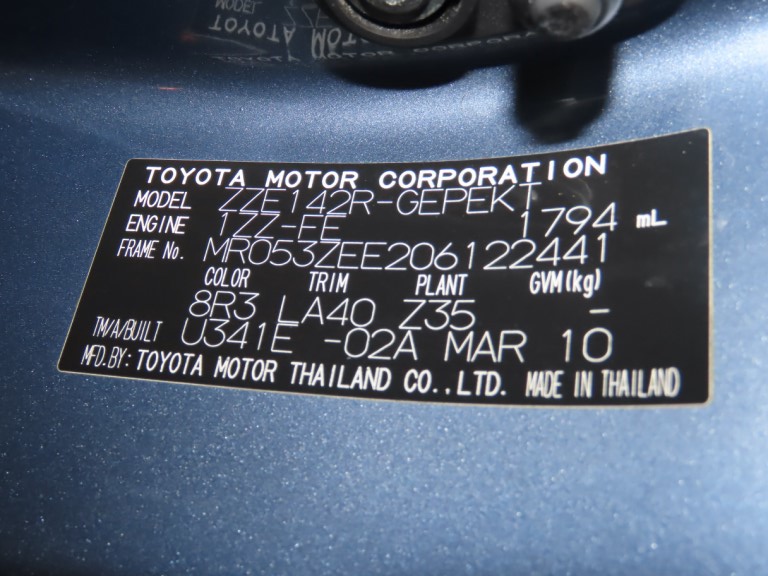 TOYOTA MOTOR CORPORATION
MODEL ZZE142R-GEPEKT
ENGINE 1ZZ-FE 1794 mL
FRAME No. MR053ZEE206122441
COLOR TRIM PLANT GVM(kg)
8R3 LA40 Z35 -
TM/A/BUILT U341E -02A MAR 10
MFD.BY: TOYOTA MOTOR THAILAND CO.,LTD. MADE IN THAILAND